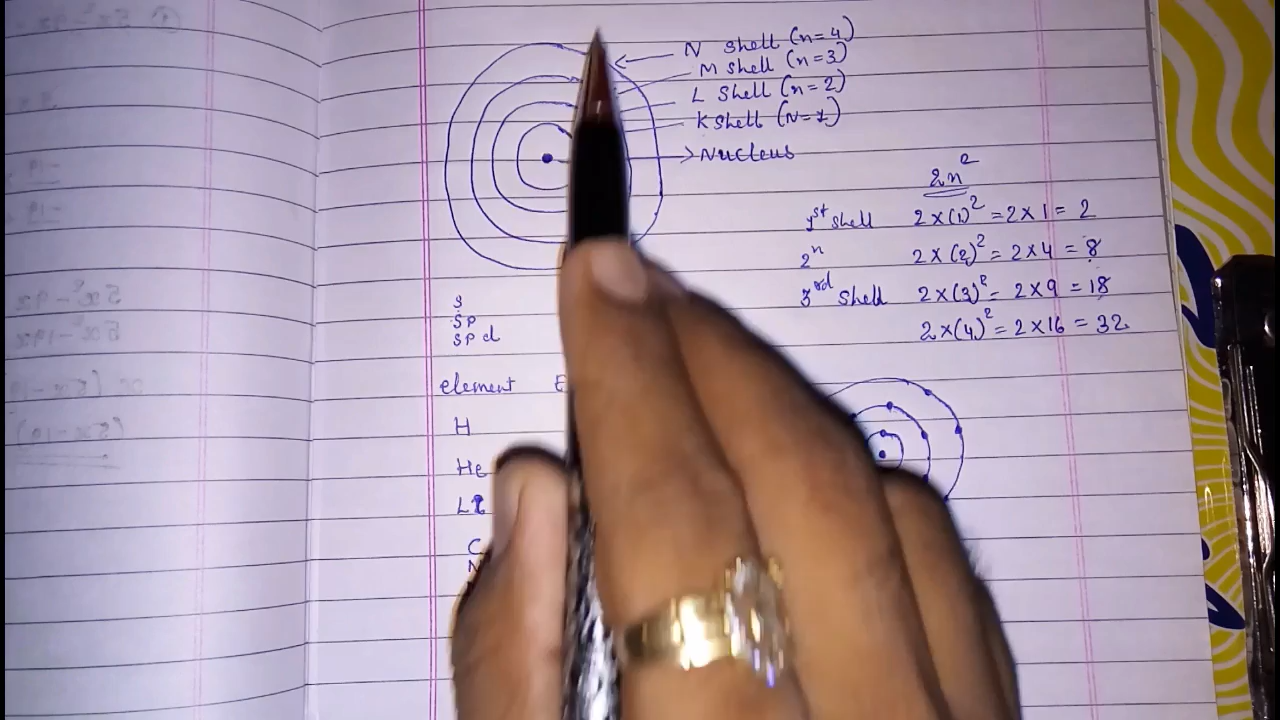 N shell (n=4)
M shell (n=3)
L shell (n=2)
K shell (N=1)
Nucleus
2n²
1st shell 2×(1)²=2×1=2
2n 2×(2)²=2×4=8
3rd shell 2×(3)²=2×9=18
2×(4)²=2×16=32
s
sp
spd
element E
H
He
Li
C
N